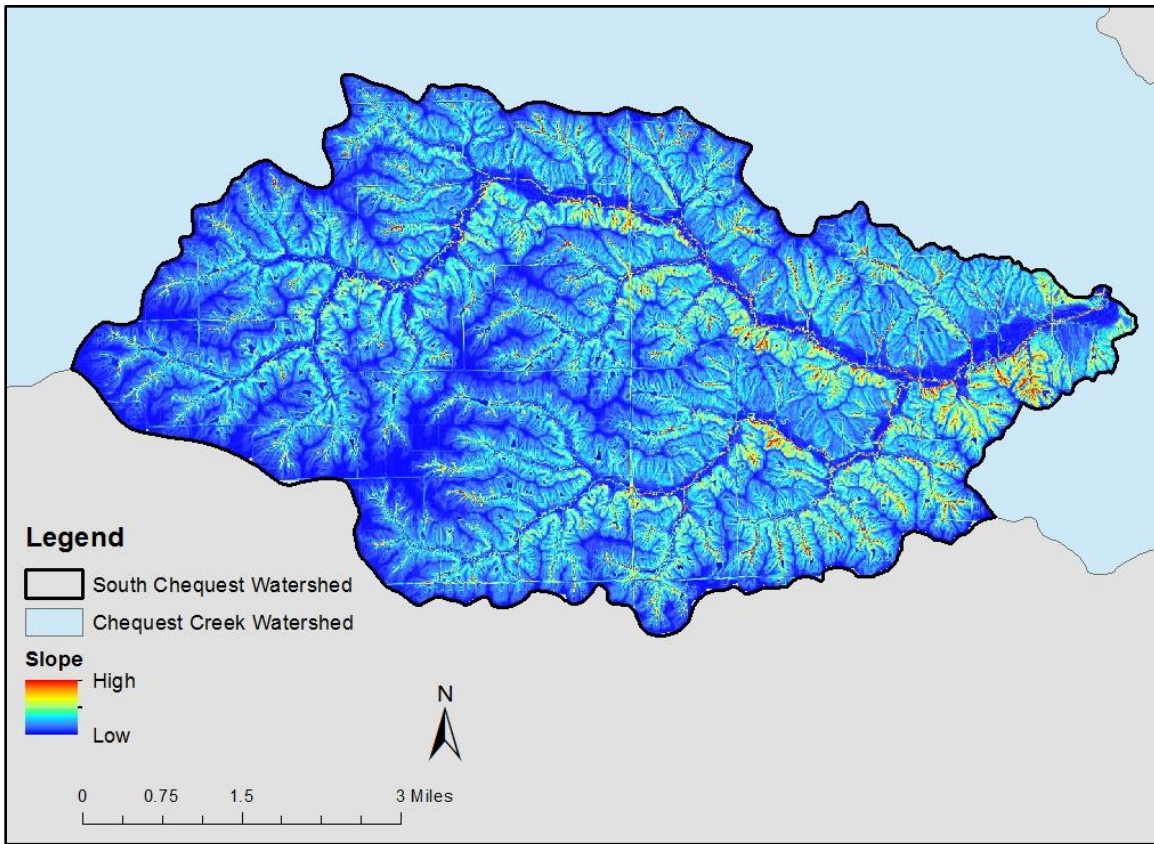 Legend
South Chequest Watershed
Chequest Creek Watershed
Slope
High
Low
N
0 0.75 1.5 3 Miles